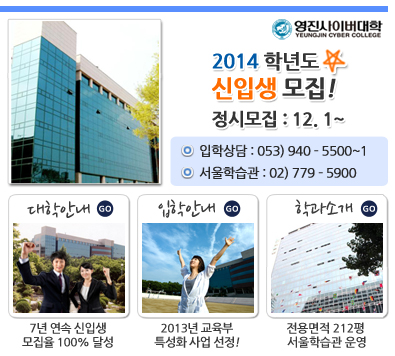 영진사이버대학
YEUNGJIN CYBER COLLEGE
2014 학년도
신입생 모집!
정시모집 : 12. 1~
입학상담 : 053) 940 - 5500~1
서울학습관 : 02) 779 - 5900
대학안내 GO
입학안내 GO
학과소개 GO
7년 연속 신입생
모집율 100% 달성
2013년 교육부
특성화 사업 선정!
전용면적 212평
서울학습관 운영